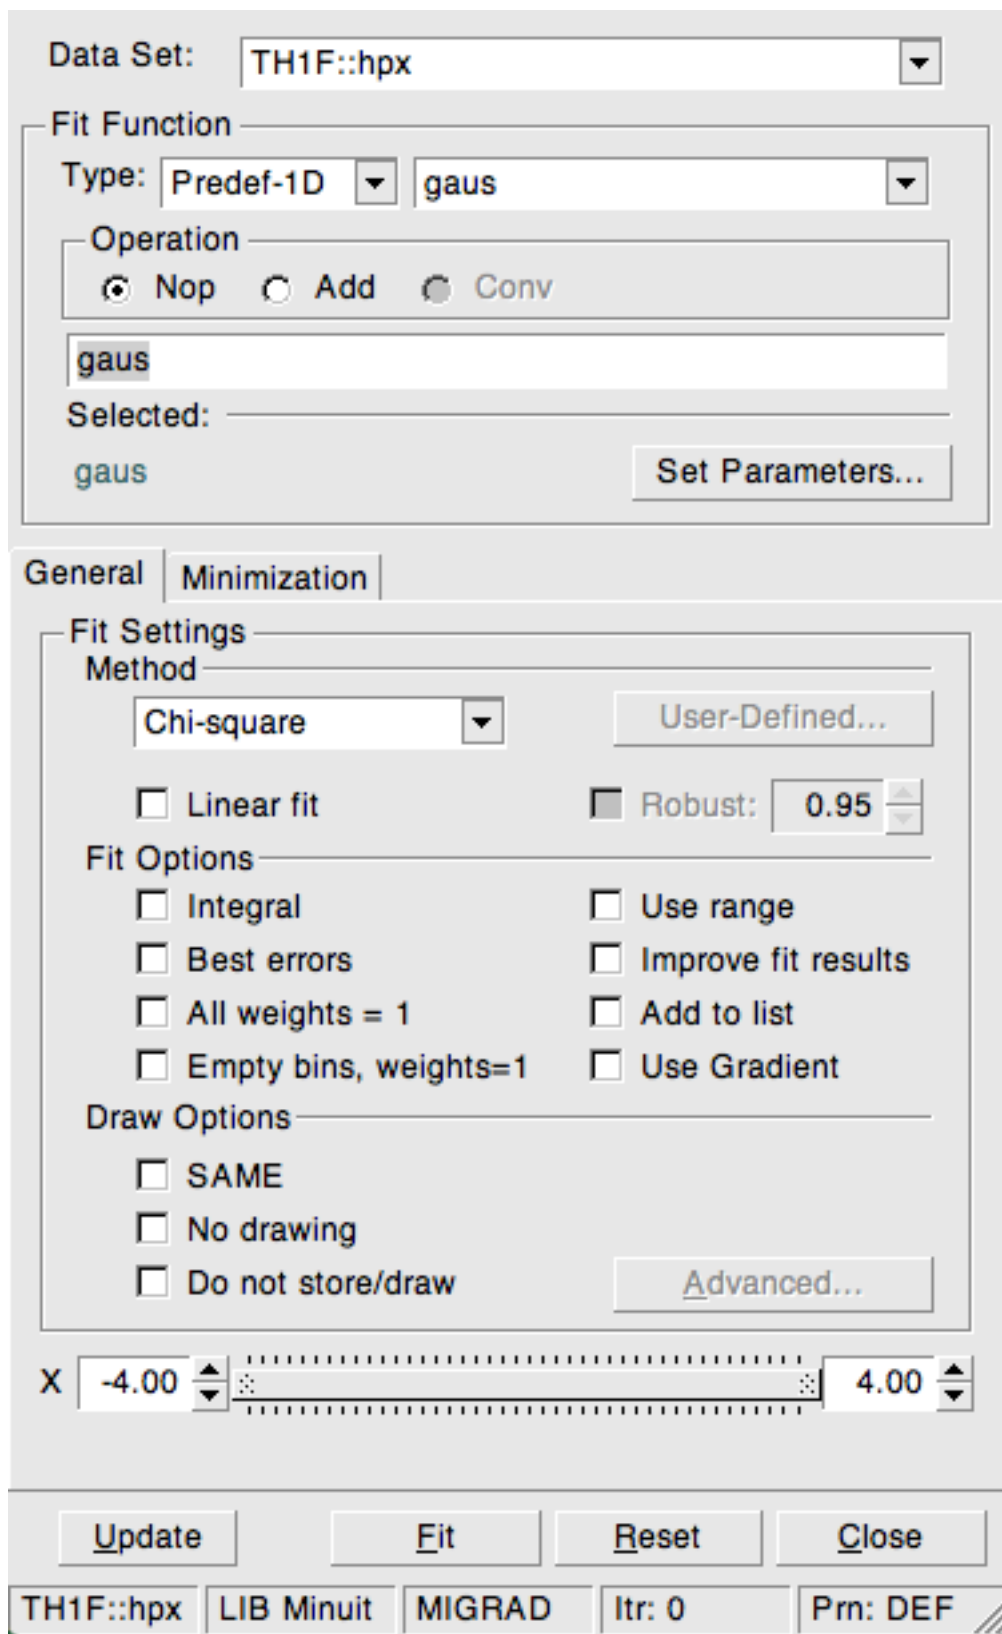 Data Set: TH1F::hpx
Fit Function
Type: Predef-1D gaus
Operation
Nop Add Conv
gaus
Selected:
gaus Set Parameters...
General Minimization
Fit Settings
Method
Chi-square User-Defined...
Linear fit Robust: 0.95
Fit Options
Integral Use range
Best errors Improve fit results
All weights = 1 Add to list
Empty bins, weights=1 Use Gradient
Draw Options
SAME
No drawing
Do not store/draw Advanced...
X -4.00 4.00
Update Fit Reset Close
TH1F::hpx LIB Minuit MIGRAD Itr: 0 Prn: DEF